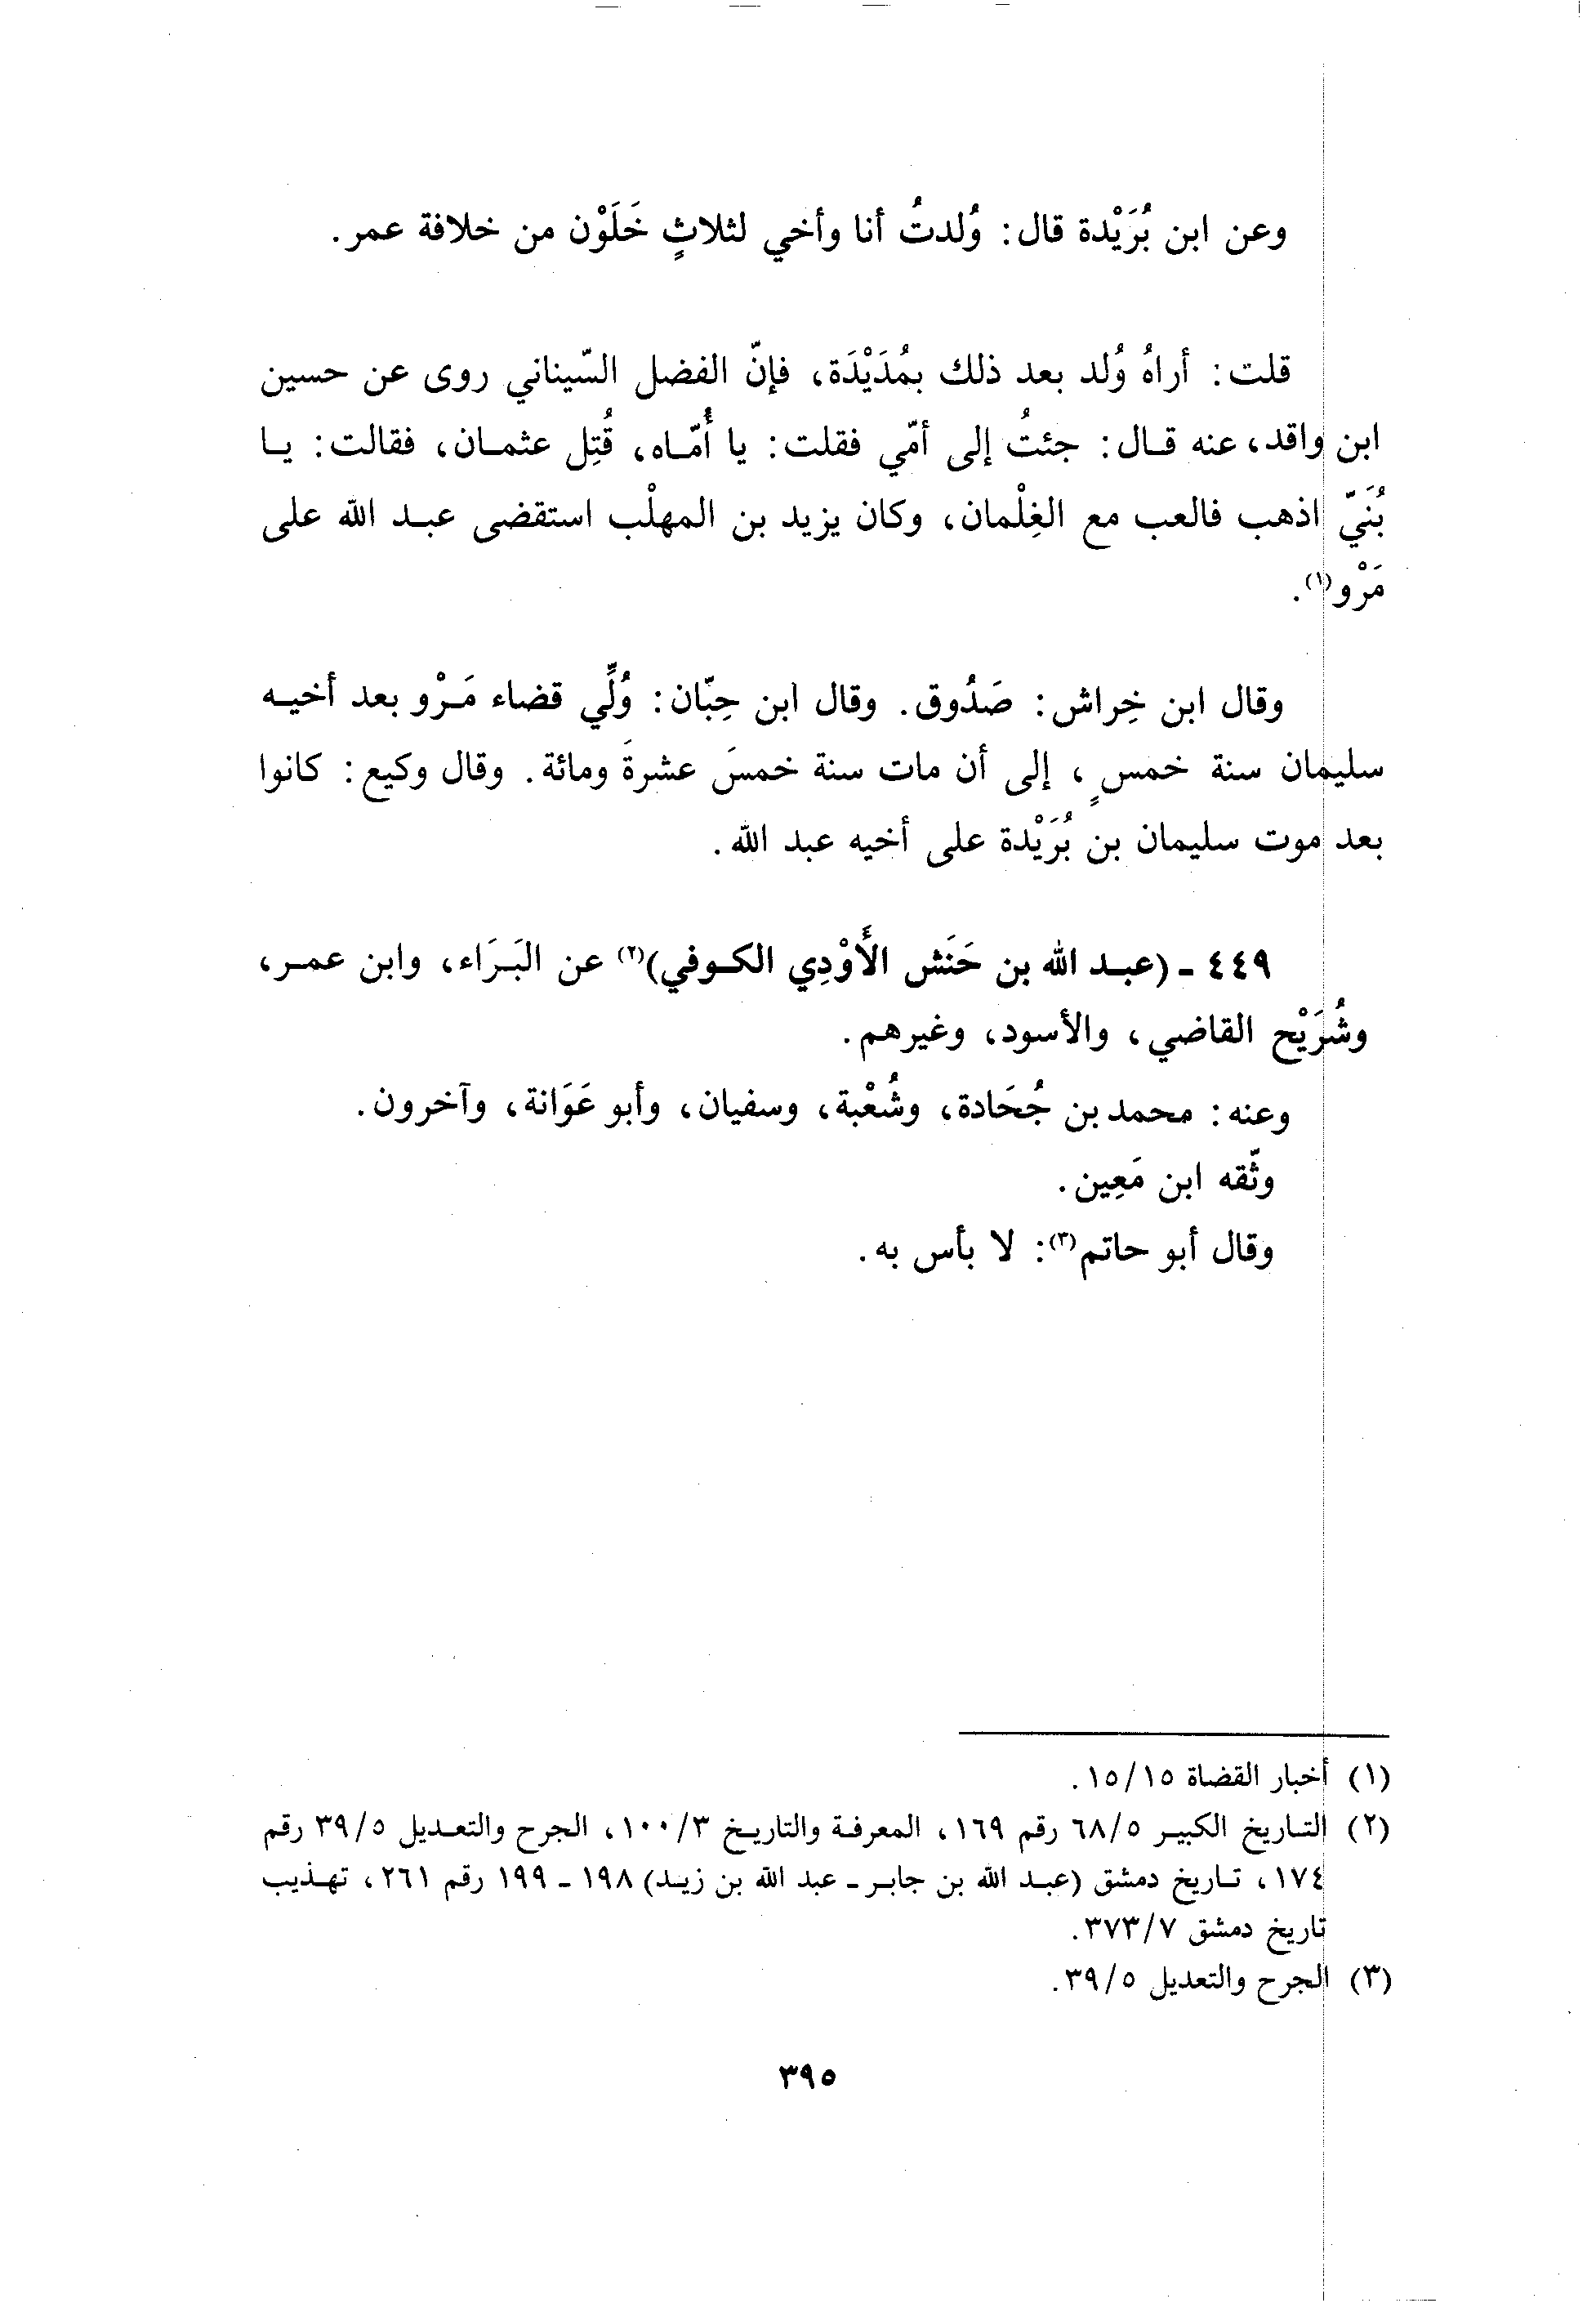 وعن ابن بُرَيْدة قال: وُلدتُ أنا وأخي لثلاثٍ خَلَوْن من خلافة عمر.
قلت: أراهُ وُلد بعد ذلك بمُدَيْدَة، فإنّ الفضل السّيناني روى عن حسين
ابن واقد، عنه قال: جئتُ إلى أمّي فقلت: يا أُمّاه، قُتِل عثمان، فقالت: يا
بُنَيّ اذهب فالعب مع الغِلْمان، وكان يزيد بن المهلْب استقضى عبد الله على
مَرْو(١).
وقال ابن خِراش: صَدُوق. وقال ابن حِبّان: وُلِّي قضاء مَرْو بعد أخيه
سليمان سنة خمسٍ، إلى أن مات سنة خمسَ عشرةَ ومائة. وقال وكيع: كانوا
بعد موت سليمان بن بُرَيْدة على أخيه عبد الله.
٤٤٩ - (عبد الله بن حَنَش الأَوْدِي الكوفي)(٢) عن البَرَاء، وابن عمر،
وشُرَيْح القاضي، والأسود، وغيرهم.
وعنه: محمد بن جُحَادة، وشُعْبة، وسفيان، وأبو عَوَانة، وآخرون.
وثّقه ابن مَعِين.
وقال أبو حاتم(٣): لا بأس به.
(١) أخبار القضاة ١٥/١٥.
(٢) التاريخ الكبير ٦٨/٥ رقم ١٦٩، المعرفة والتاريخ ١٠٠/٣، الجرح والتعديل ٣٩/٥ رقم
١٧٤، تاريخ دمشق (عبد الله بن جابر - عبد الله بن زيد) ١٩٨ - ١٩٩ رقم ٢٦١، تهذيب
تاريخ دمشق ٣٧٣/٧.
(٣) الجرح والتعديل ٣٩/٥.
٣٩٥